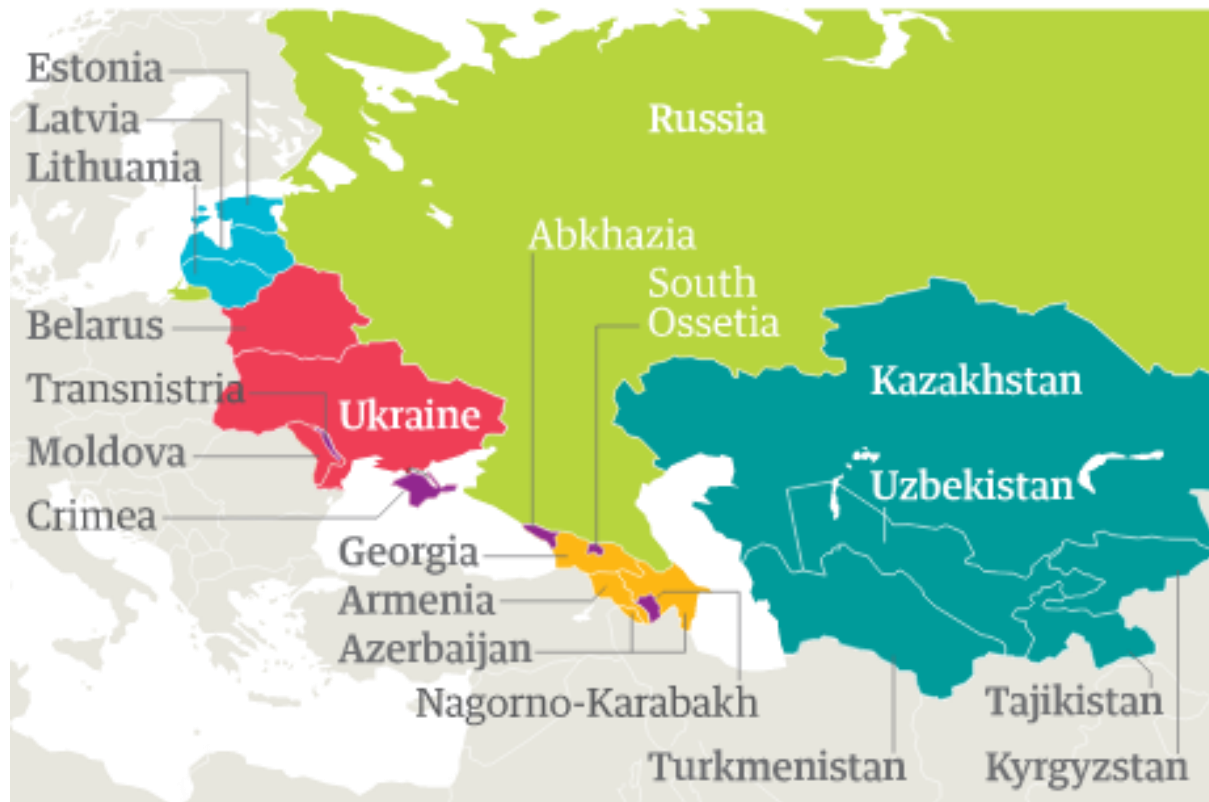 Estonia
Latvia
Lithuania
Russia
Abkhazia
South
Ossetia
Belarus
Transnistria
Ukraine
Kazakhstan
Moldova
Uzbekistan
Crimea
Georgia
Armenia
Azerbaijan
Nagorno-Karabakh
Tajikistan
Turkmenistan
Kyrgyzstan